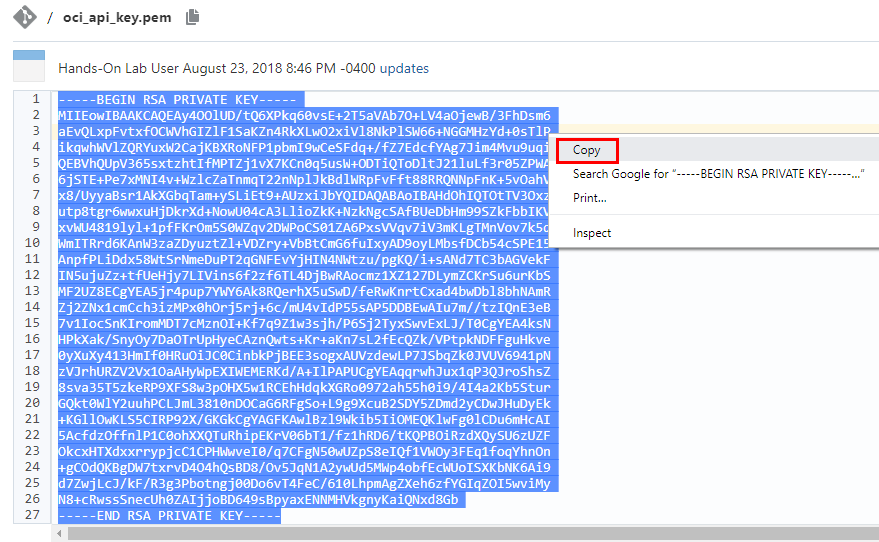 / oci_api_key.pem
Hands-On Lab User August 23, 2018 8:46 PM -0400 updates
1 -----BEGIN RSA PRIVATE KEY-----
2 MIIEowIBAAKCAQEAy4OOlUD/tQ6XPkq60vsE+2T5aVAb7O+LV4aOjewB/3FhDsm6
3 aEvQLxpFvtxfOCWVhGIZlF1SaKZn4RkXLwO2xiVl8NkPlSW66+NGGMHzYd+0sTlP
4 ikqwhWVlZQRYuxW2CajKBXRoNFP1pbmI9wCeSFdq+/fZ7EdcfYAg7Jim4Mvu9uqi
5 QEBVhQUpV365sxtzhtIfMPTZj1vX7KCn0q5usW+ODTiQToDltJ21luLf3r05ZPWA
6 6jSTE+Pe7xMNI4v+WzlcZaTnmqT22nNplJkBdlWRpFvFft88RRQNNpFnK+5vOahV
7 x8/UyyaBsr1AkXGbqTam+ySLiEt9+AUzxiJbYQIDAQABAoIBAHdOhIQTOtTV3Oxz
8 utp8tgr6wwxuHjDkrXd+NowU04cA3LlioZkK+NzkNgcSAfBUeDbHm99SZkFbbIKV
9 xvWU4819lyl+1pfFKrOm5S0WZqv2DWPoCS01ZA6PxsVVqv7iV3mKLgTMnVov7k5c
10 WmITRrd6KAnW3zaZDyuztZl+VDZry+VbBtCmG6fuIxyAD9oyLMbsfDCb54cSPE15
11 AnpfPLiDdx58WtSrNmeDuPT2qGNFEvYjHIN4NWtzu/pgKQ/i+sANd7TC3bAGVekF
12 IN5ujuZz+tfUeHjy7LIVins6f2zf6TL4DjBwRAocmz1XZ127DLymZCKrSu6urKbS
13 MF2UZ8ECgYEA5jr4pup7YWY6Ak8RQerhX5uSwD/feRwKnrtCxad4bwDbl8bhNAmR
14 Zj2ZNx1cmCch3izMPx0hOrj5rj+6c/mU4vIdP55sAP5DDBEwAIu7m//tzIQnE3eB
15 7v1IocSnKIromMDT7cMznOI+Kf7q9Z1w3sjh/P6Sj2TyxSwvExLJ/T0CgYEA4ksN
16 HPkXak/SnyOy7DaOTrUpHyeCAznQwts+Kr+aKn7sL2fEcQZk/VPtpkNDFFguHkve
17 0yXuXy413HmIf0HRuOiJC0CinbkPjBEE3sogxAUVzdewLP7JSbqZk0JVUV6941pN
18 zVJrhURZV2Vx1OaAHyWpEXIWEMERKd/A+IlPAPUCgYEAqqrwhJux1qP3QJroShsZ
19 8sva35T5zkeRP9XFS8w3pOHX5w1RCEhHdqkXGRo0972ah55h0i9/4I4a2Kb5Stur
20 GQkt0WlY2uuhPCLJmL3810nDOCaG6RFgSo+L9g9XcuB2SDY5ZDmd2yCDwJHuDyEk
21 +KGllOwKLS5CIRP92X/GKGkCgYAGFKAwlBzl9Wkib5IiOMEQKlwFg0lCDu6mHcAI
22 5AcfdzOffnlP1C0ohXXQTuRhipEKrV06bT1/fz1hRD6/tKQPBOiRzdXQySU6zUZF
23 OkcxHTXdxxrrypjcC1CPHWwveI0/q7CFgN50wUZpS8eIQf1VWOy3FEq1foqYhnOn
24 +gCOdQKBgDW7txrvD4O4hQsBD8/Ov5JqN1A2ywUd5MWp4obfEcWUoISXKbNK6Ai9
25 d7ZwjLcJ/kF/R3g3Pbotngj00Do6vT4FeC/610LhpmAgZXeh6zfYGIqZOI5wviMy
26 N8+cRwssSnecUh0ZAIjjoBD649sBpyaxENNMHVkgnyKaiQNxd8Gb
27 -----END RSA PRIVATE KEY-----
Copy
Search Google for “-----BEGIN RSA PRIVATE KEY-----...”
Print...
Inspect